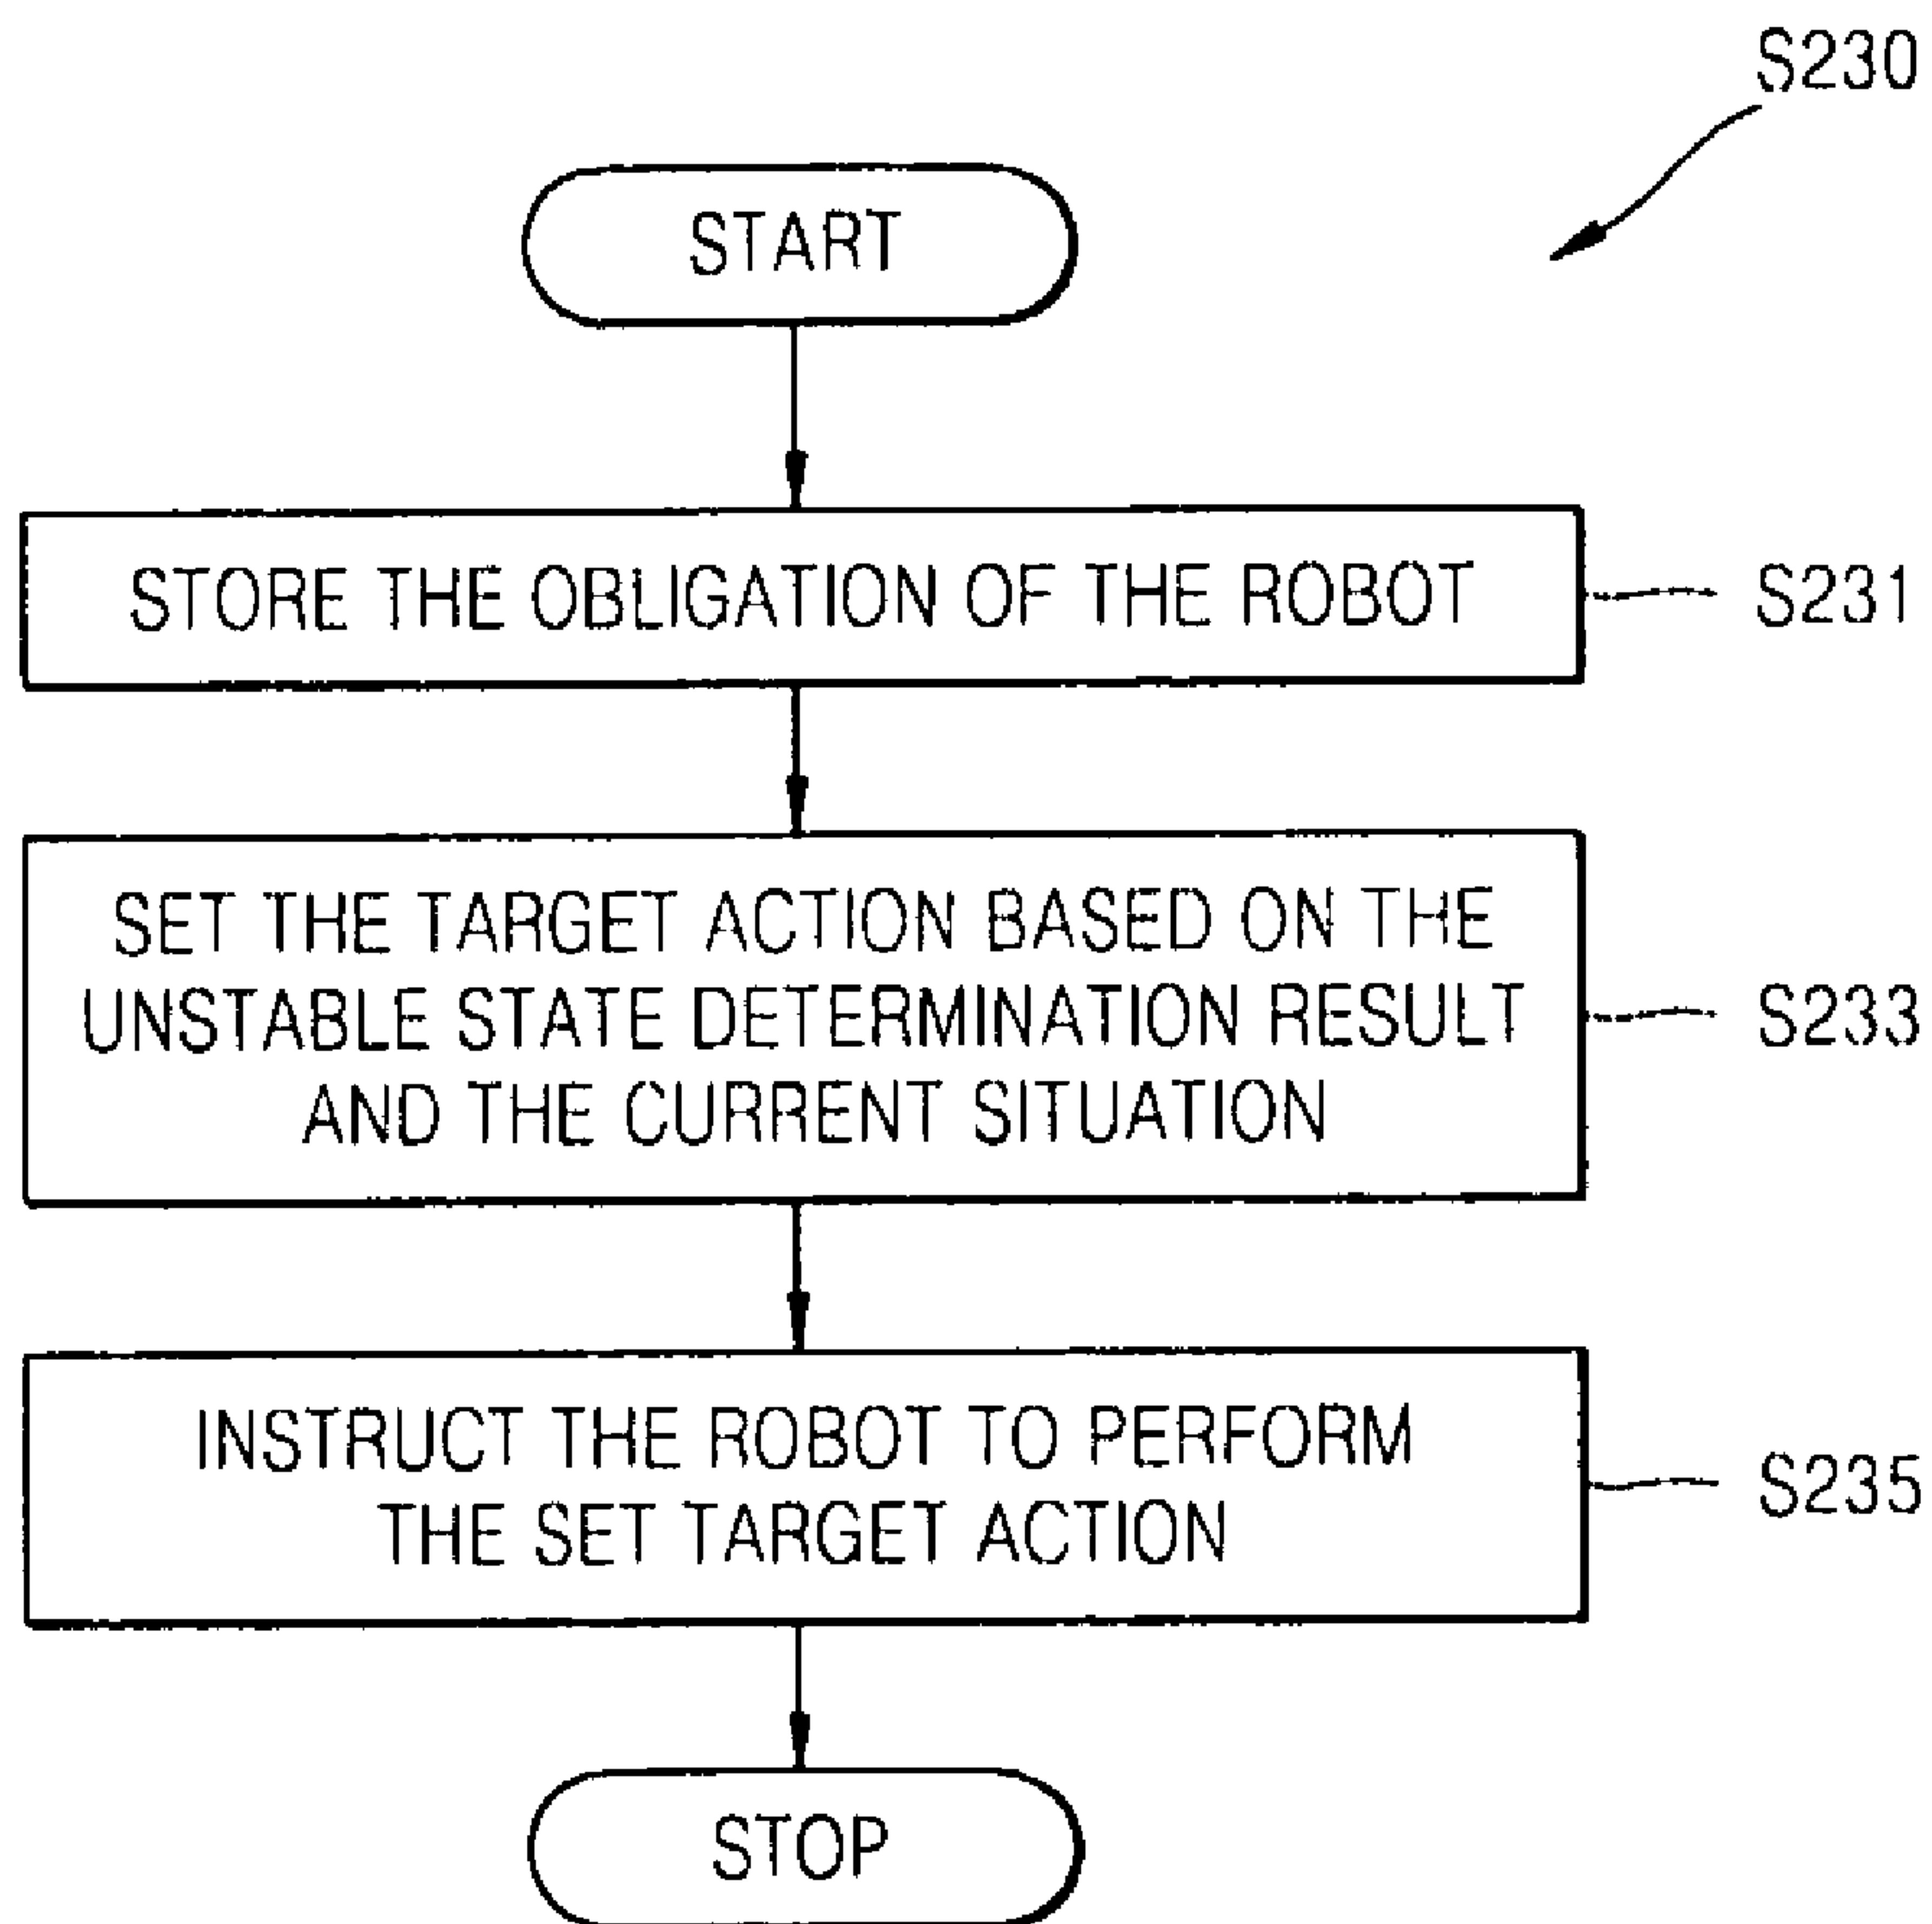 S230
START
STORE THE OBLIGATION OF THE ROBOT
S231
SET THE TARGET ACTION BASED ON THE
UNSTABLE STATE DETERMINATION RESULT
AND THE CURRENT SITUATION
S233
INSTRUCT THE ROBOT TO PERFORM
THE SET TARGET ACTION
S235
STOP